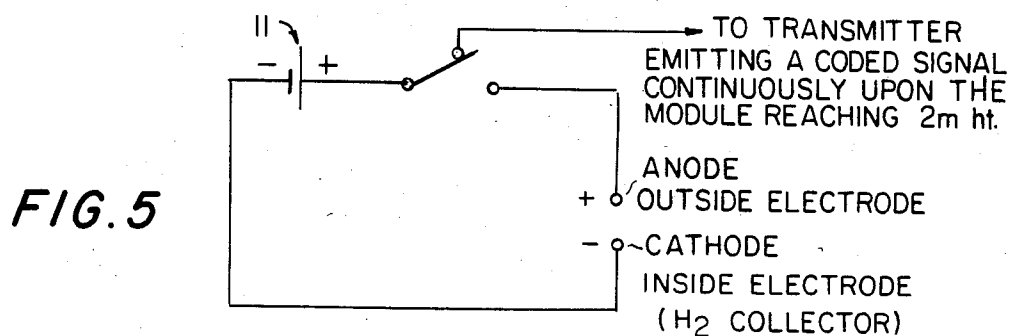 11
- +
TO TRANSMITTER
EMITTING A CODED SIGNAL
CONTINUOUSLY UPON THE
MODULE REACHING 2m ht.
FIG. 5
ANODE
+ OUTSIDE ELECTRODE
- CATHODE
INSIDE ELECTRODE
(H2 COLLECTOR)